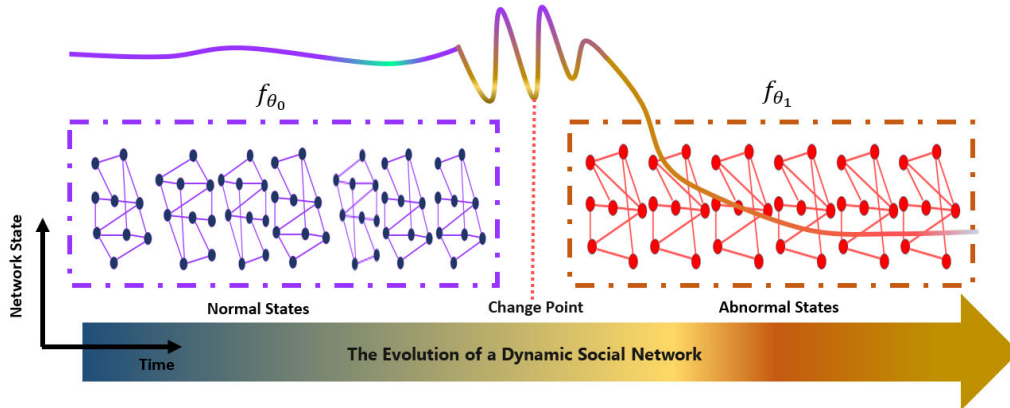 f_{θ_0}
f_{θ_1}
Network State
Normal States
Change Point
Abnormal States
Time
The Evolution of a Dynamic Social Network